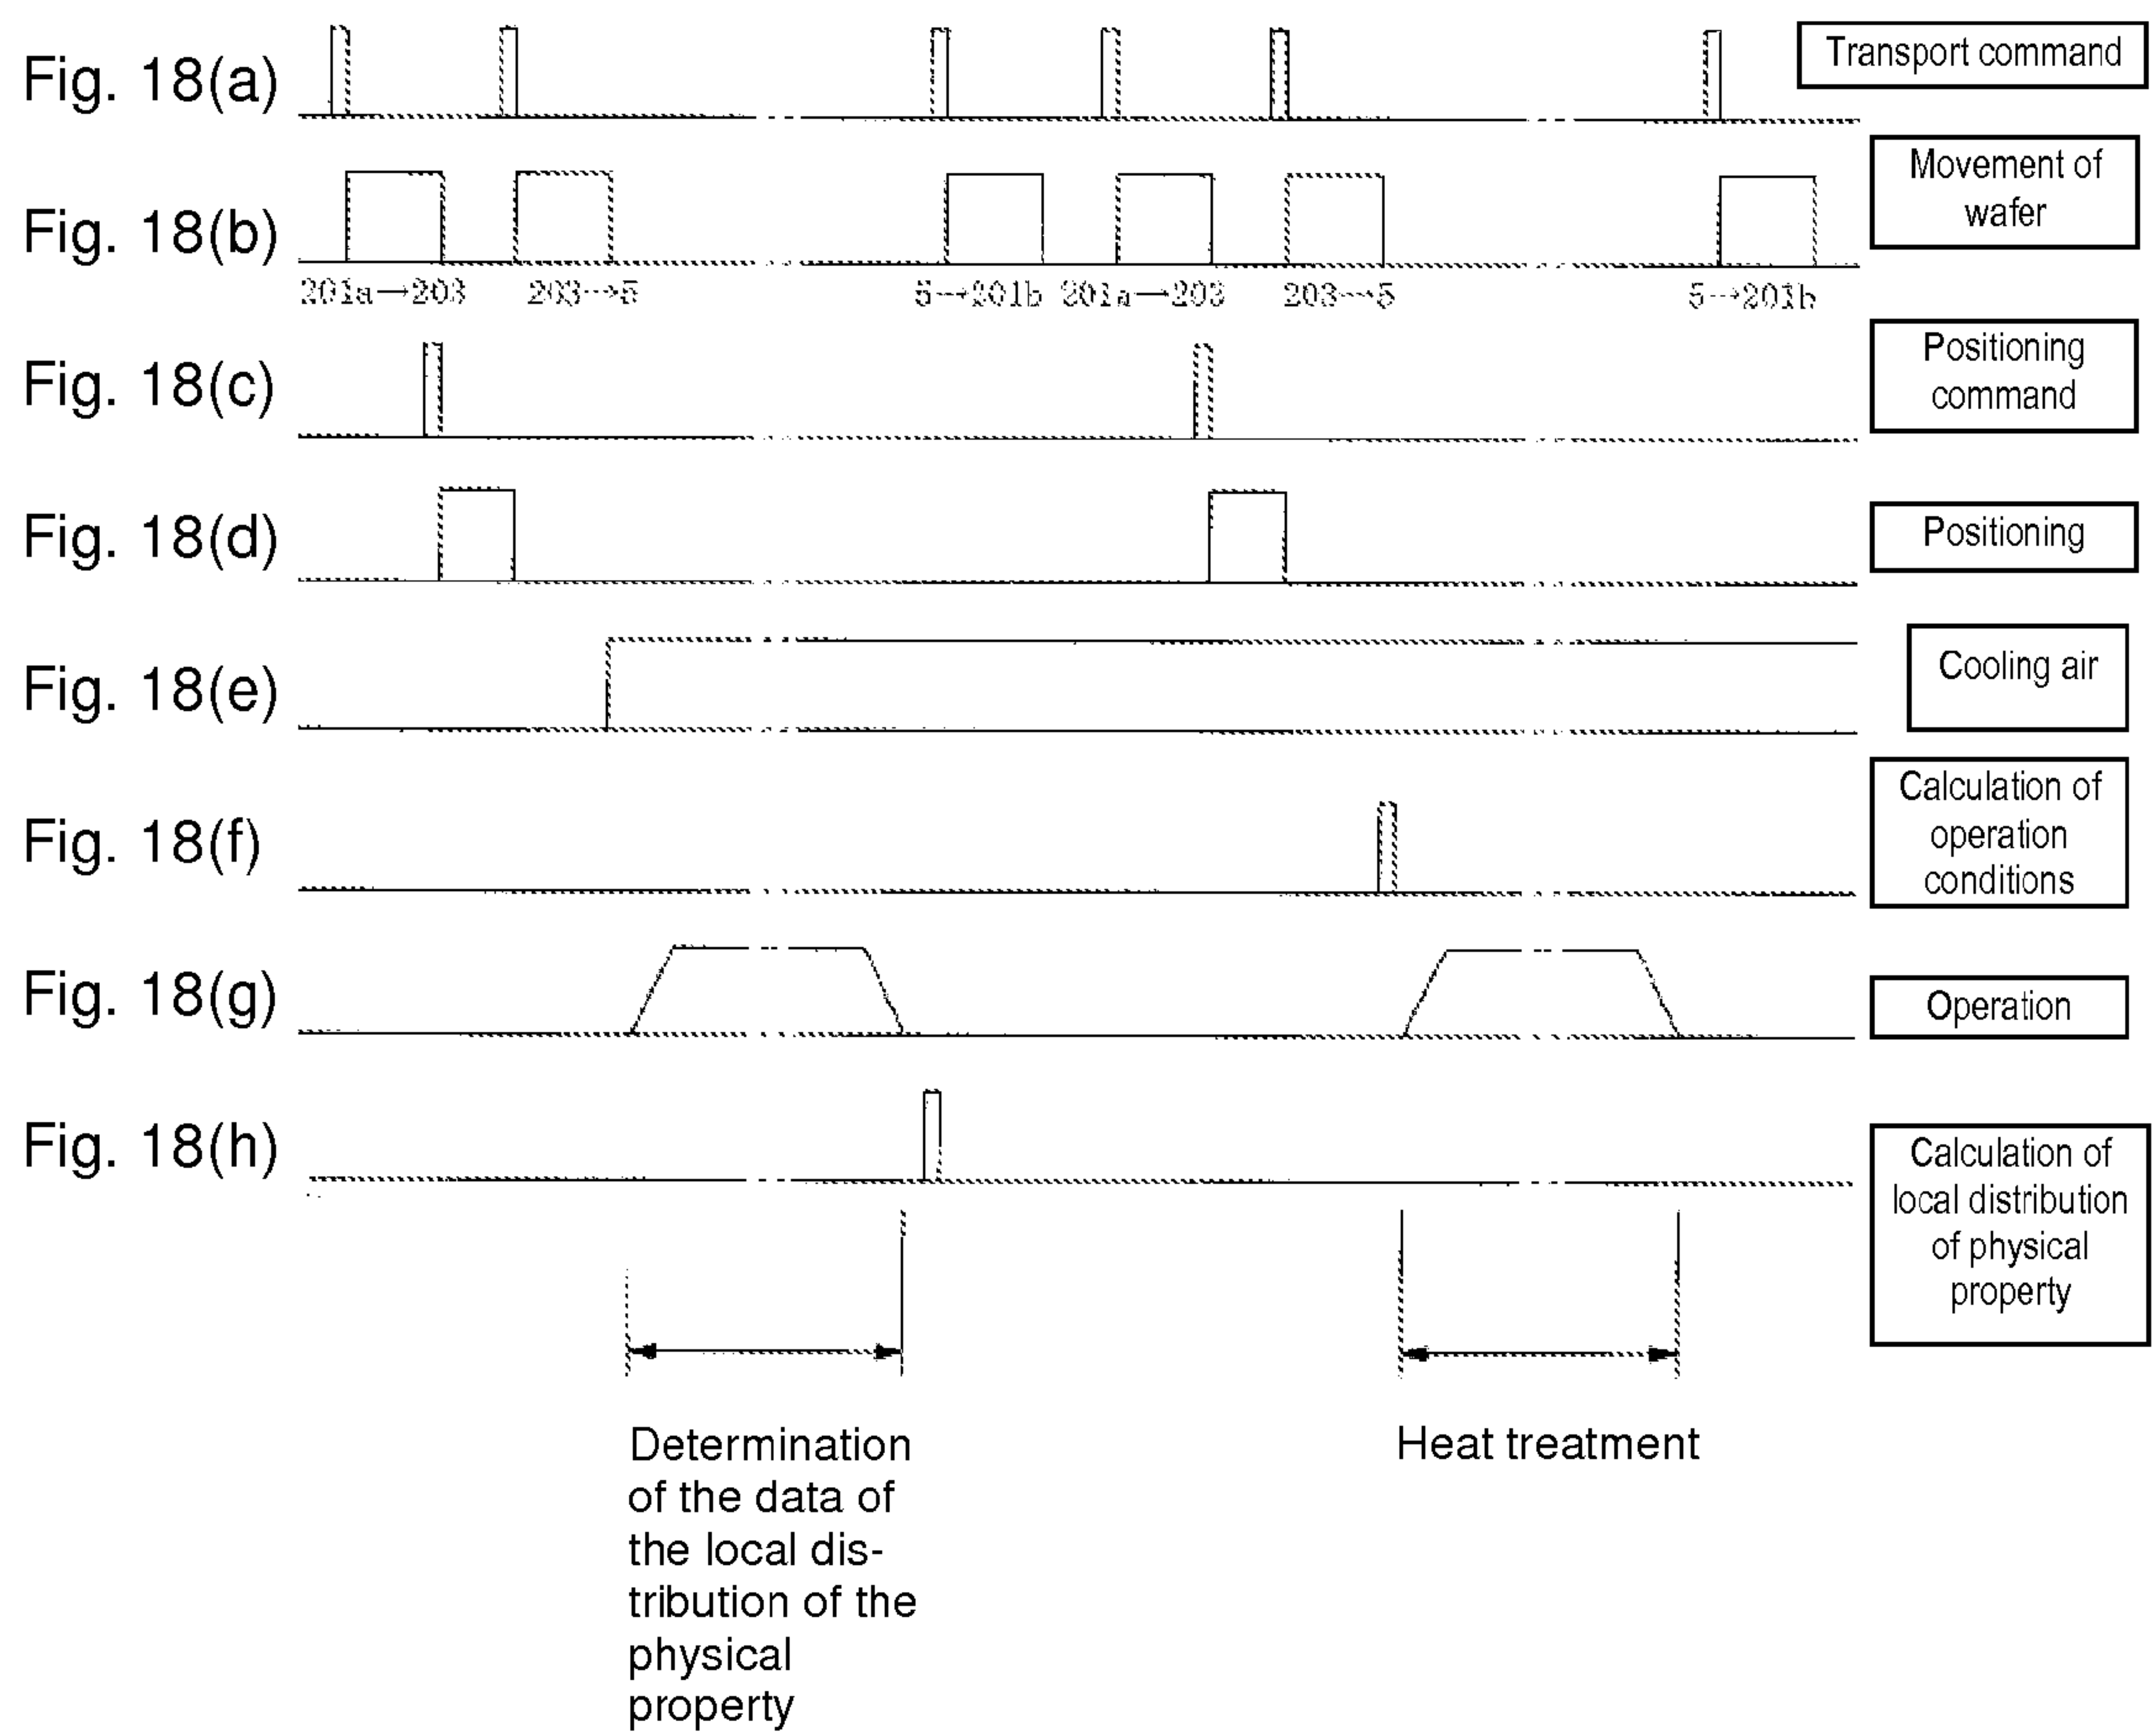 Fig. 18(a)
Transport command
Fig. 18(b)
Movement of
wafer
201a→203 203→5 5→201b 201a→203 203→5 5→201b
Fig. 18(c)
Positioning
command
Fig. 18(d)
Positioning
Fig. 18(e)
Cooling air
Fig. 18(f)
Calculation of
operation
conditions
Fig. 18(g)
Operation
Fig. 18(h)
Calculation of
local distribution
of physical
property
Determination
of the data of
the local dis-
tribution of the
physical
property
Heat treatment